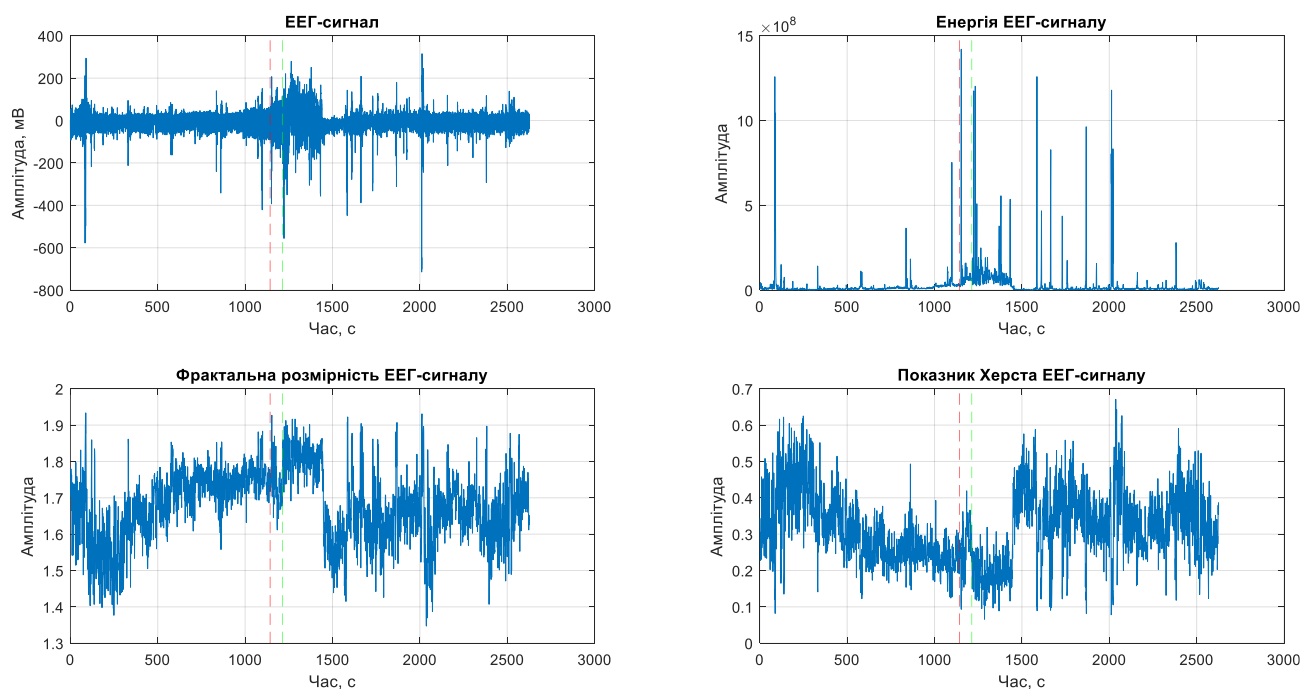 ЕЕГ-сигнал
400
200
0
-200
-400
-600
-800
Амплітуда, мВ
0 500 1000 1500 2000 2500 3000
Час, с
Енергія ЕЕГ-сигналу
×10⁸
15
10
5
0
Амплітуда
0 500 1000 1500 2000 2500 3000
Час, с
Фрактальна розмірність ЕЕГ-сигналу
2
1.9
1.8
1.7
1.6
1.5
1.4
1.3
Амплітуда
0 500 1000 1500 2000 2500 3000
Час, с
Показник Херста ЕЕГ-сигналу
0.7
0.6
0.5
0.4
0.3
0.2
0.1
0
Амплітуда
0 500 1000 1500 2000 2500 3000
Час, с